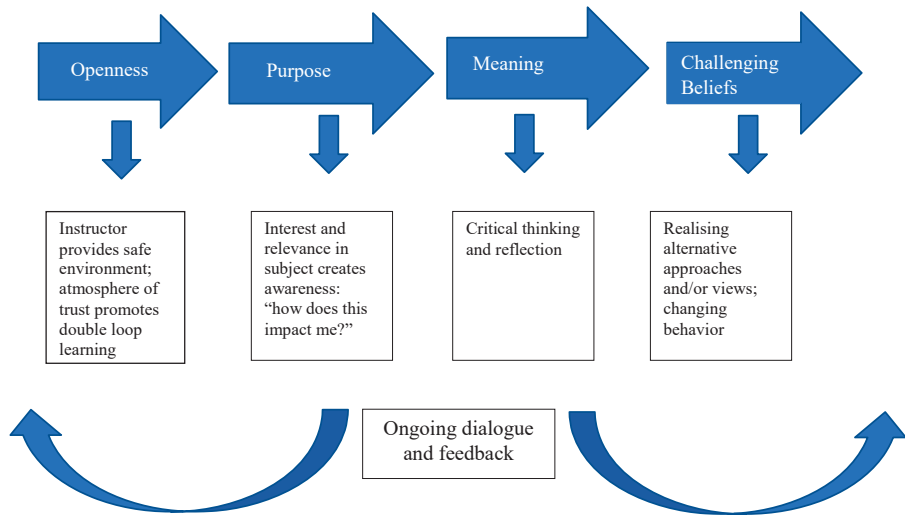 Openness
Purpose
Meaning
Challenging
Beliefs
Instructor
provides safe
environment;
atmosphere of
trust promotes
double loop
learning
Interest and
relevance in
subject creates
awareness:
“how does this
impact me?”
Critical thinking
and reflection
Realising
alternative
approaches
and/or views;
changing
behavior
Ongoing dialogue
and feedback